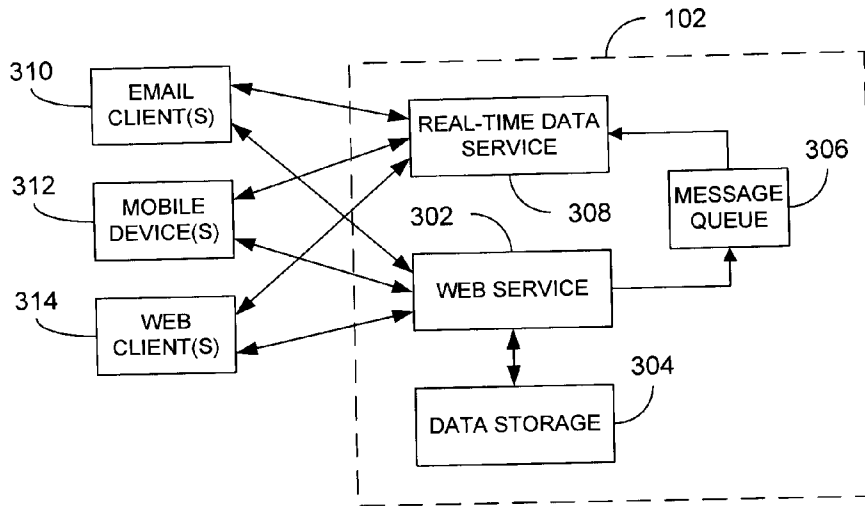 102
310
EMAIL
CLIENT(S)
REAL-TIME DATA
SERVICE
306
312
MOBILE
DEVICE(S)
302
308
MESSAGE
QUEUE
314
WEB
CLIENT(S)
WEB SERVICE
304
DATA STORAGE